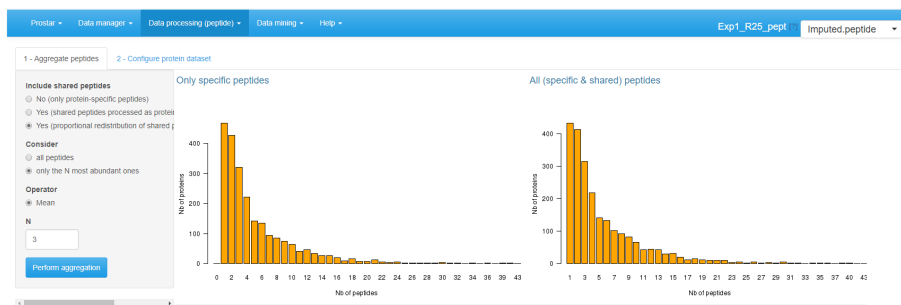 Prostar Data manager Data processing (peptide) Data mining Help
Exp1_R25_pept Imputed.peptide
1 - Aggregate peptides 2 - Configure protein dataset
Include shared peptides
No (only protein-specific peptides)
Yes (shared peptides processed as protein
Yes (proportional redistribution of shared p
Consider
all peptides
only the N most abundant ones
Operator
Mean
N
3
Perform aggregation
Only specific peptides
Nb of proteins
400
300
200
100
0
0 2 4 6 8 10 12 14 16 18 20 22 24 26 28 30 32 34 36 39 43
Nb of peptides
All (specific & shared) peptides
Nb of proteins
400
300
200
100
0
1 3 5 7 9 11 13 15 17 19 21 23 25 27 29 31 33 35 37 40 43
Nb of peptides